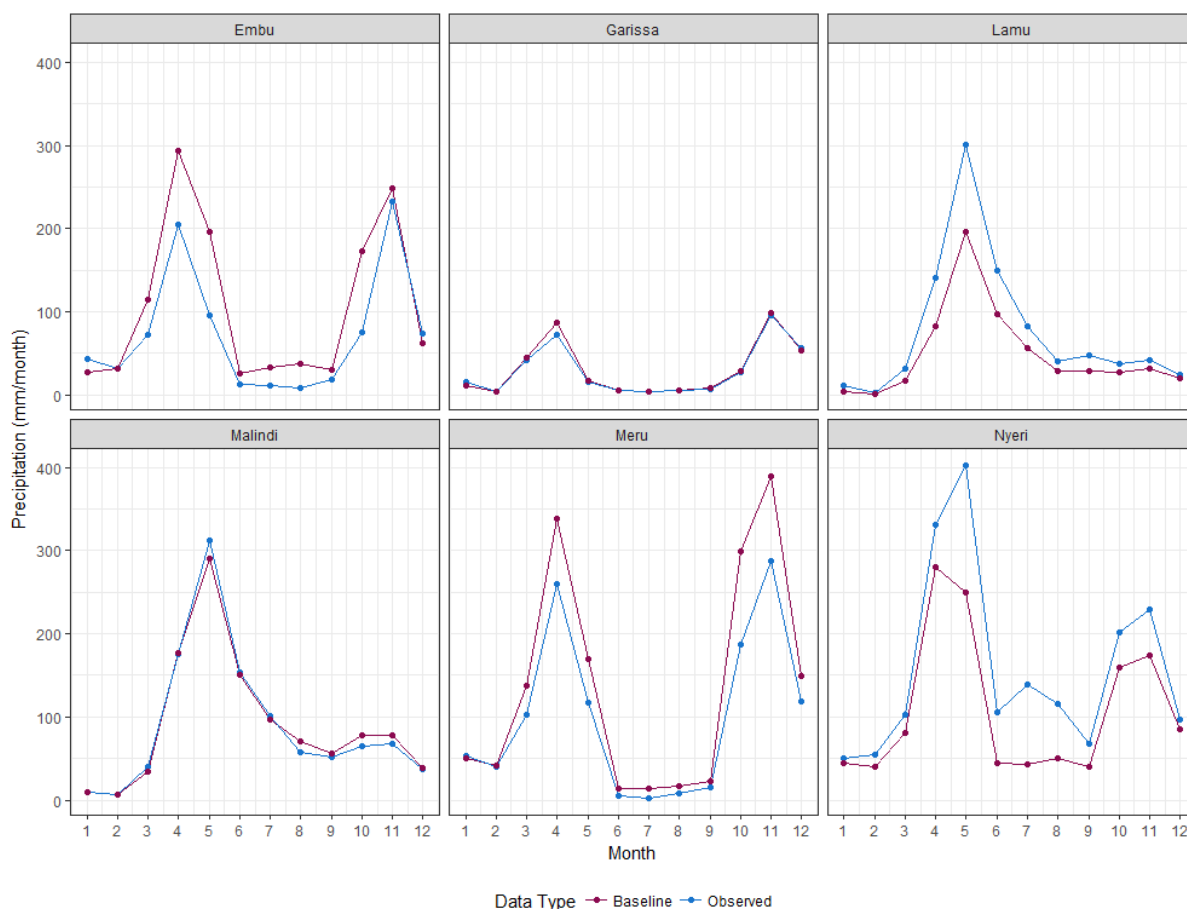 Embu Garissa Lamu
400
300
200
100
0
Precipitation (mm/month)
Malindi Meru Nyeri
400
300
200
100
0
1 2 3 4 5 6 7 8 9 10 11 12 1 2 3 4 5 6 7 8 9 10 11 12 1 2 3 4 5 6 7 8 9 10 11 12
Month
Data Type Baseline Observed